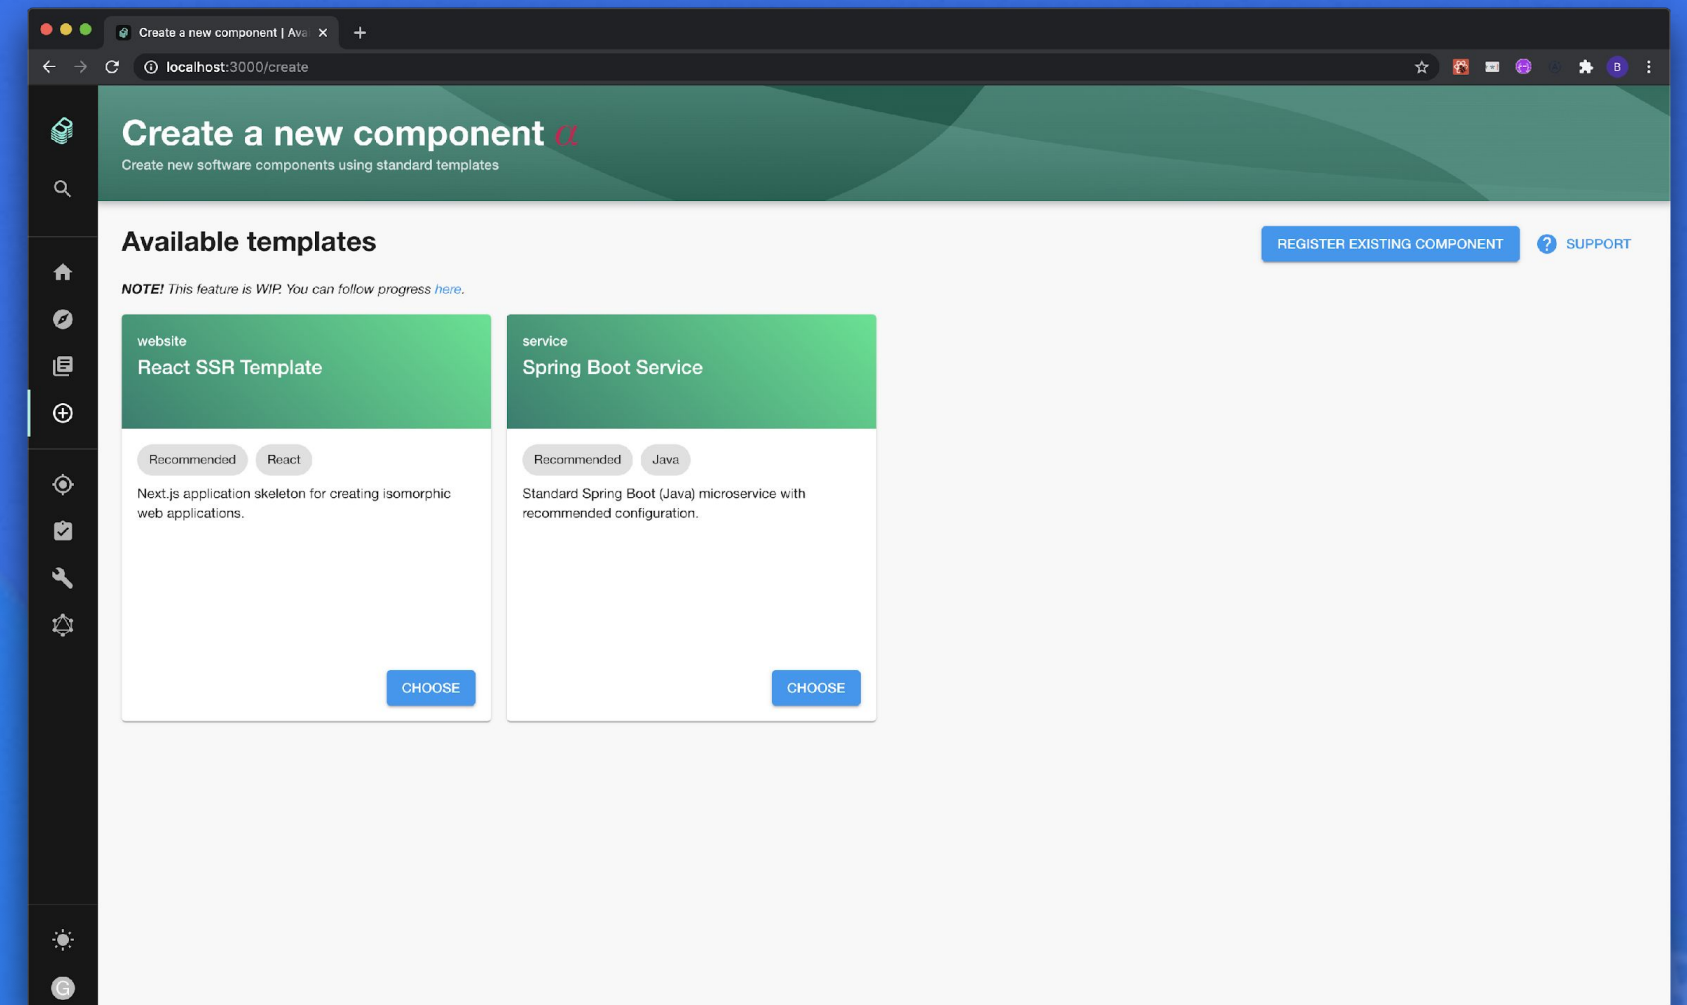 Create a new component | Ava
localhost:3000/create
B
Create a new component α
Create new software components using standard templates
Available templates
REGISTER EXISTING COMPONENT
? SUPPORT
NOTE! This feature is WIP. You can follow progress here.
website
React SSR Template
Recommended
React
Next.js application skeleton for creating isomorphic
web applications.
CHOOSE
service
Spring Boot Service
Recommended
Java
Standard Spring Boot (Java) microservice with
recommended configuration.
CHOOSE
G